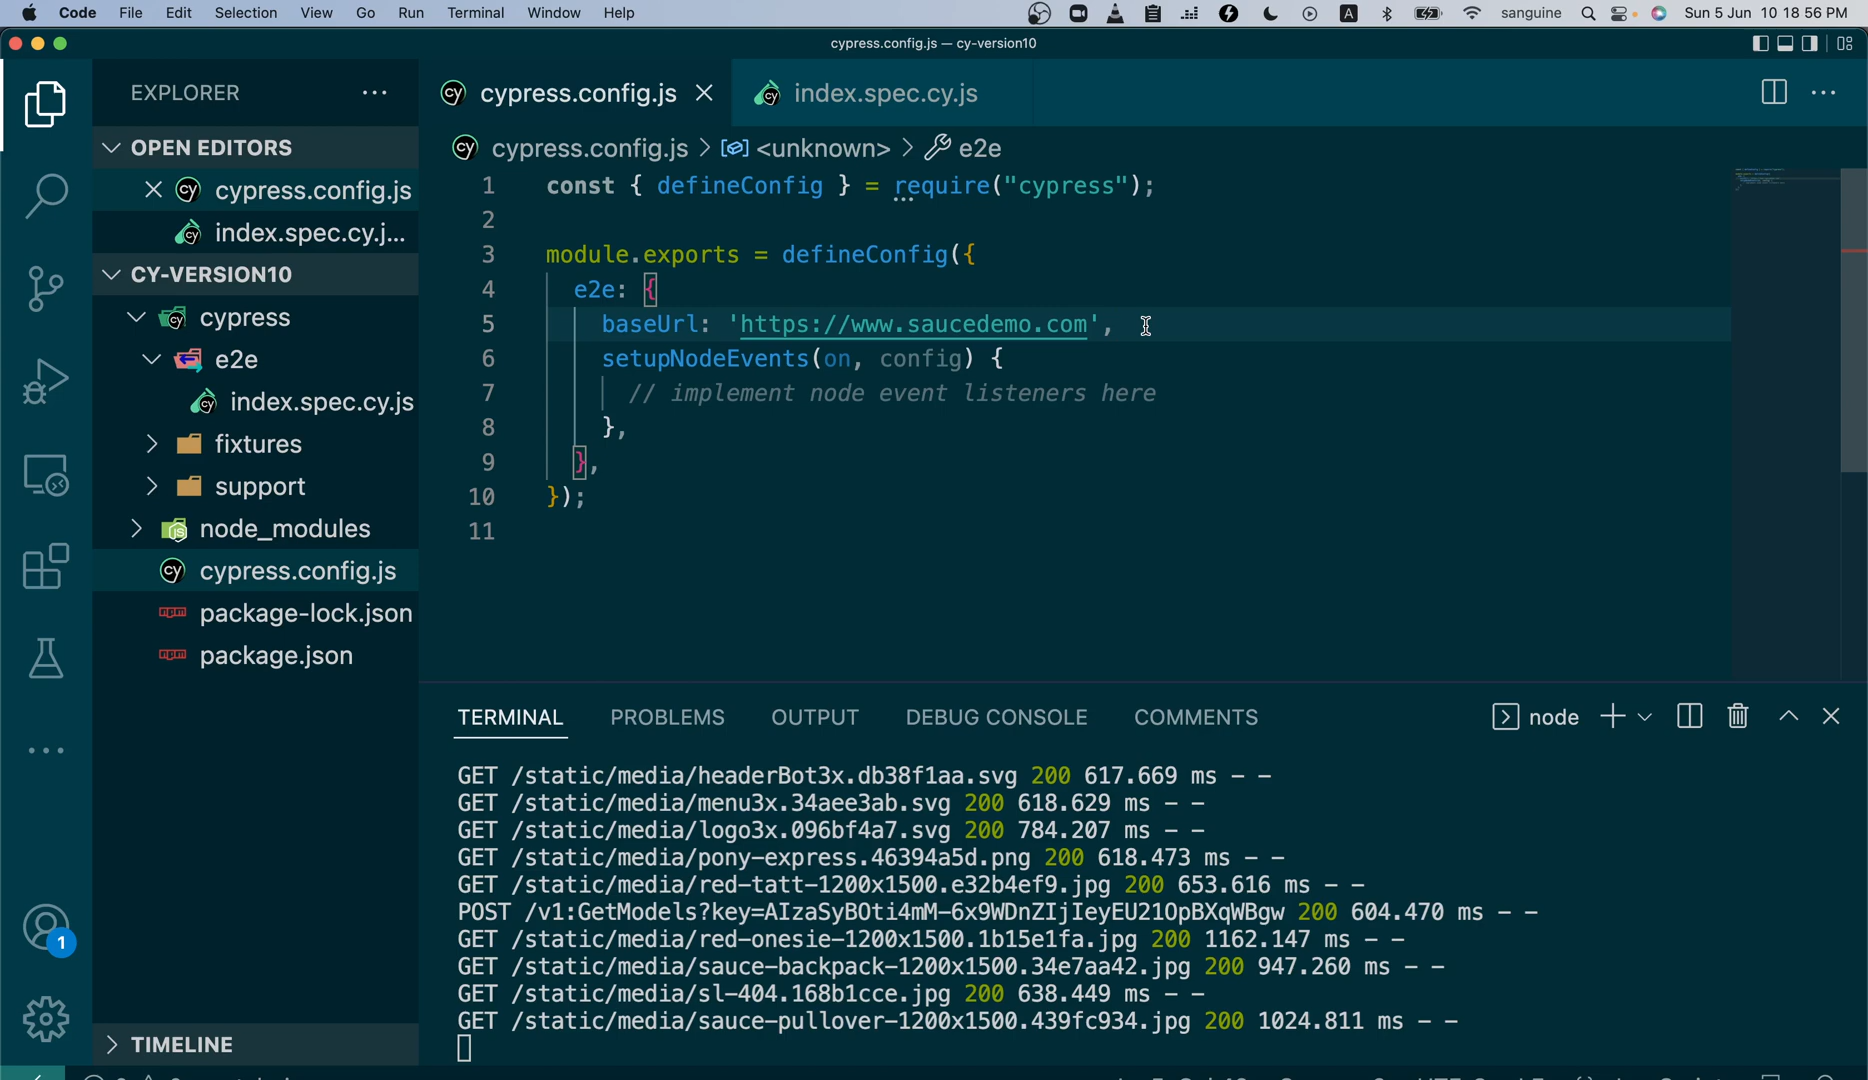 Code File Edit Selection View Go Run Terminal Window Help A sanguine Sun 5 Jun 10 18 56 PM
cypress.config.js — cy-version10
EXPLORER
cypress.config.js
index.spec.cy.js
OPEN EDITORS
cypress.config.js
index.spec.cy.j...
CY-VERSION10
cypress
e2e
index.spec.cy.js
fixtures
support
node_modules
cypress.config.js
package-lock.json
package.json
TIMELINE
1
cypress.config.js > <unknown> > e2e
1 const { defineConfig } = require("cypress");
2
3 module.exports = defineConfig({
4 e2e: {
5 baseUrl: 'https://www.saucedemo.com',
6 setupNodeEvents(on, config) {
7 // implement node event listeners here
8 },
9 },
10 });
11
TERMINAL PROBLEMS OUTPUT DEBUG CONSOLE COMMENTS node
GET /static/media/headerBot3x.db38f1aa.svg 200 617.669 ms - -
GET /static/media/menu3x.34aee3ab.svg 200 618.629 ms - -
GET /static/media/logo3x.096bf4a7.svg 200 784.207 ms - -
GET /static/media/pony-express.46394a5d.png 200 618.473 ms - -
GET /static/media/red-tatt-1200x1500.e32b4ef9.jpg 200 653.616 ms - -
POST /v1:GetModels?key=AIzaSyBOti4mM-6x9WDnZIjIeyEU21OpBXqWBgw 200 604.470 ms - -
GET /static/media/red-onesie-1200x1500.1b15e1fa.jpg 200 1162.147 ms - -
GET /static/media/sauce-backpack-1200x1500.34e7aa42.jpg 200 947.260 ms - -
GET /static/media/sl-404.168b1cce.jpg 200 638.449 ms - -
GET /static/media/sauce-pullover-1200x1500.439fc934.jpg 200 1024.811 ms - -